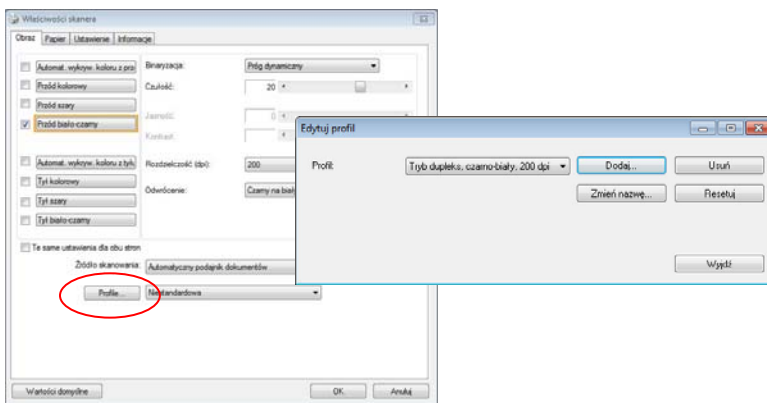 Właściwości skanera
Obraz Papier Ustawienie Informacje
Automat. wykryw. koloru z prz
Przód kolorowy
Przód szary
Przód biało-czarny
Automat. wykryw. koloru z tyłu
Tył kolorowy
Tył szary
Tył biało-czarny
Binaryzacja: Próg dynamiczny
Czułość: 20
Jasność: 0
Kontrast:
Rozdzielczość (dpi): 200
Odwrócenie: Czarny na biał
Te same ustawienia dla obu stron
Źródło skanowania: Automatyczny podajnik dokumentów
Profile... Niestandardowa
Wartości domyślne OK Anuluj
Edytuj profil
Profil: Tryb dupleks, czarno-biały, 200 dpi Dodaj... Usuń
Zmień nazwę... Resetuj
Wyjdź